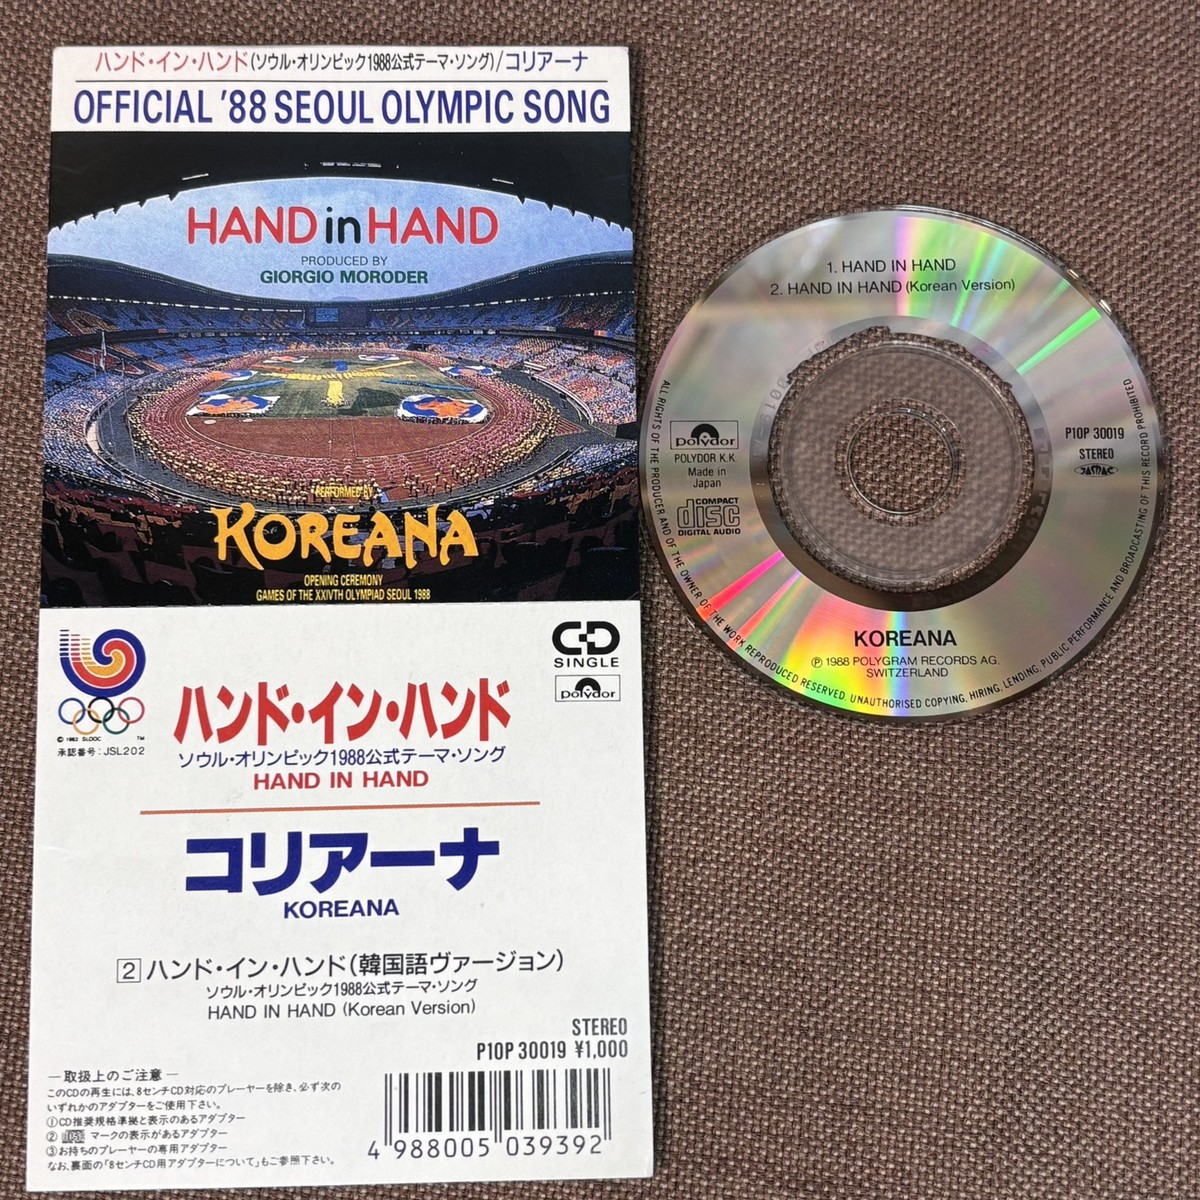 ハンド・イン・ハンド(ソウル・オリンピック1988公式テーマ・ソング)/コリアーナ
OFFICIAL '88 SEOUL OLYMPIC SONG
HAND in HAND
PRODUCED BY
GIORGIO MORODER
PERFORMED BY
KOREANA
OPENING CEREMONY
GAMES OF THE XXIVTH OLYMPIAD SEOUL 1988
© 1983 SLOOC TM
承認番号:JSL202
CD
SINGLE
polydor
ハンド・イン・ハンド
ソウル・オリンピック1988公式テーマ・ソング
HAND IN HAND
コリアーナ
KOREANA
2 ハンド・イン・ハンド(韓国語ヴァージョン)
ソウル・オリンピック1988公式テーマ・ソング
HAND IN HAND (Korean Version)
STEREO
P10P 30019 ¥1,000
—取扱上のご注意—
このCDの再生には、8センチCD対応のプレーヤーを除き、必ず次の
いずれかのアダプターをご使用下さい。
①CD推奨規格準拠と表示のあるアダプター
② マークの表示があるアダプター
③お持ちのプレーヤーの専用アダプター
なお、裏面の「8センチCD用アダプターについて」もご参照下さい。
4 988005 039392
1. HAND IN HAND
2. HAND IN HAND (Korean Version)
polydor
POLYDOR K.K.
Made in
Japan
COMPACT
disc
DIGITAL AUDIO
P10P 30019
STEREO
JASRAC
KOREANA
℗ 1988 POLYGRAM RECORDS AG.
SWITZERLAND
ALL RIGHTS OF THE PRODUCER AND OF THE OWNER OF THE WORK REPRODUCED RESERVED. UNAUTHORISED COPYING, HIRING, LENDING, PUBLIC PERFORMANCE AND BROADCASTING OF THIS RECORD PROHIBITED